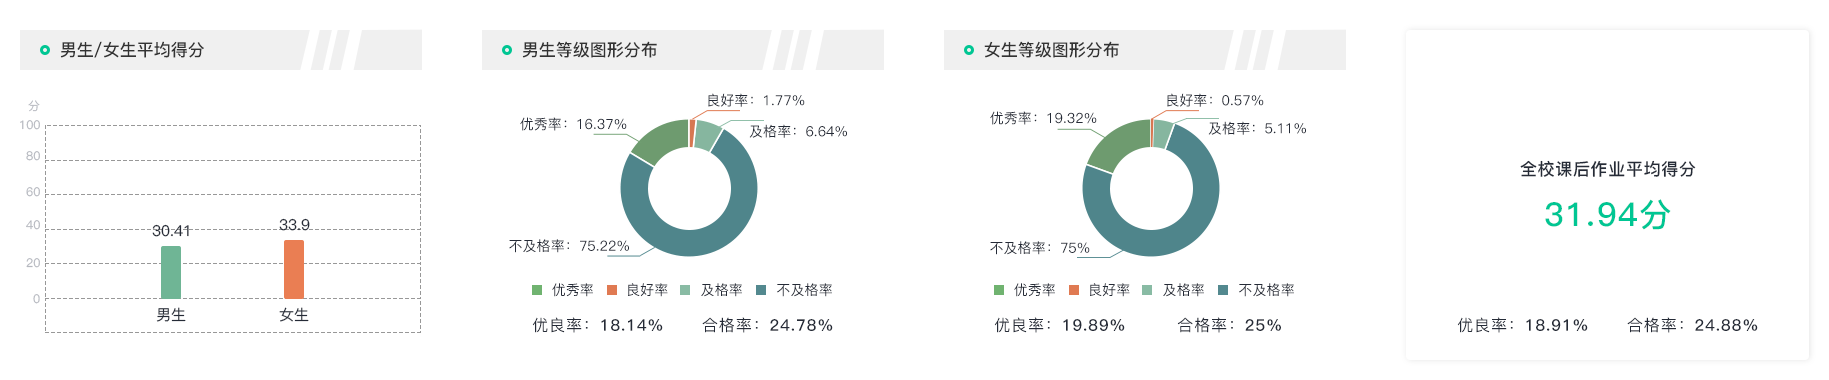 男生/女生平均得分
分
100
80
60
40
20
0
30.41
33.9
男生
女生
男生等级图形分布
良好率：1.77%
优秀率：16.37%
及格率：6.64%
不及格率：75.22%
优秀率 良好率 及格率 不及格率
优良率：18.14% 合格率：24.78%
女生等级图形分布
良好率：0.57%
优秀率：19.32%
及格率：5.11%
不及格率：75%
优秀率 良好率 及格率 不及格率
优良率：19.89% 合格率：25%
全校课后作业平均得分
31.94分
优良率：18.91% 合格率：24.88%